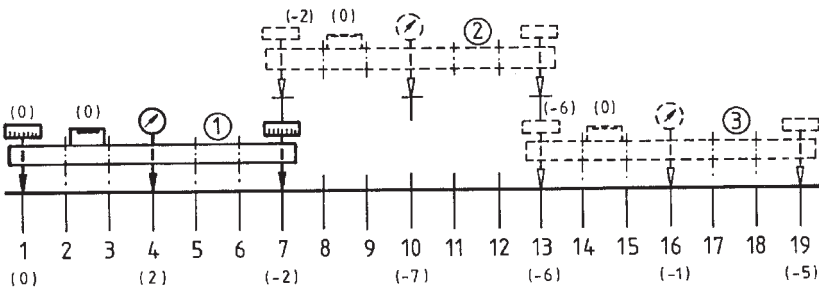 (-2) (0) 2
(0) (0) 1 (-6) (0) 3
1 2 3 4 5 6 7 8 9 10 11 12 13 14 15 16 17 18 19
(0) (2) (-2) (-7) (-6) (-1) (-5)